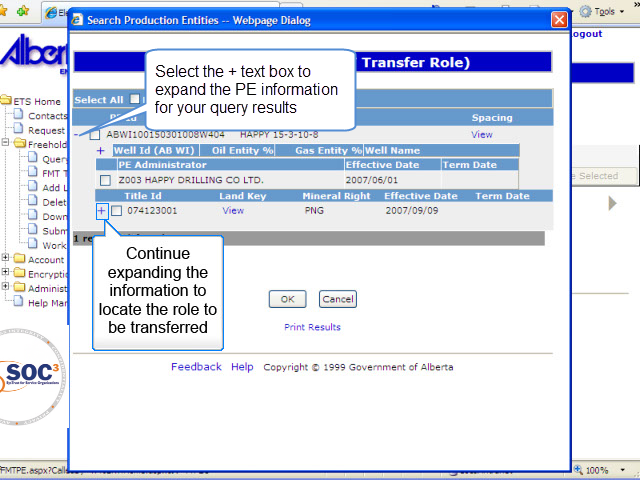 Search Production Entities -- Webpage Dialog
Tools
Logout
Alber
EN
Transfer Role)
Select the + text box to
expand the PE information
for your query results
Select All
Spacing
- ABWI100150301008W404 HAPPY 15-3-10-8 View
+ Well Id (AB WI) Oil Entity % Gas Entity % Well Name
PE Administrator Effective Date Term Date
Z003 HAPPY DRILLING CO LTD. 2007/06/01
Title Id Land Key Mineral Right Effective Date Term Date
+ 074123001 View PNG 2007/09/09
Continue
expanding the
information to
locate the role to
be transferred
OK Cancel
Print Results
Feedback Help Copyright © 1999 Government of Alberta
ETS Home
Contacts
Request
Freehold
Query
FMT T
Add L
Delet
Down
Subm
Work
Account
Encryptio
Administ
Help Man
e Selected
SOC3
FMTPE.aspx?Calle
100%